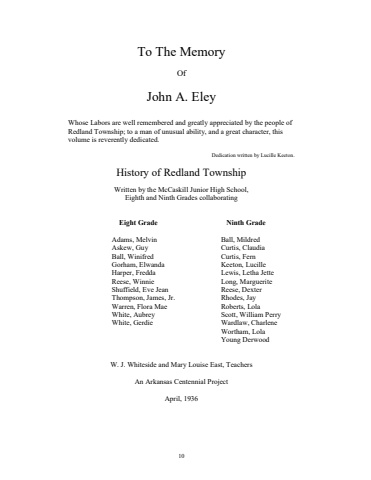 To The Memory
Of
John A. Eley
Whose Labors are well remembered and greatly appreciated by the people of
Redland Township; to a man of unusual ability, and a great character, this
volume is reverently dedicated.
Dedication written by Lucille Keeton.
History of Redland Township
Written by the McCaskill Junior High School,
Eighth and Ninth Grades collaborating
Eight Grade
Adams, Melvin
Askew, Guy
Ball, Winifred
Gorham, Elwanda
Harper, Fredda
Reese, Winnie
Shuffield, Eve Jean
Thompson, James, Jr.
Warren, Flora Mae
White, Aubrey
White, Gerdie
Ninth Grade
Ball, Mildred
Curtis, Claudia
Curtis, Fern
Keeton, Lucille
Lewis, Letha Jette
Long, Marguerite
Reese, Dexter
Rhodes, Jay
Roberts, Lola
Scott, William Perry
Wardlaw, Charlene
Wortham, Lola
Young Derwood
W. J. Whiteside and Mary Louise East, Teachers
An Arkansas Centennial Project
April, 1936
10